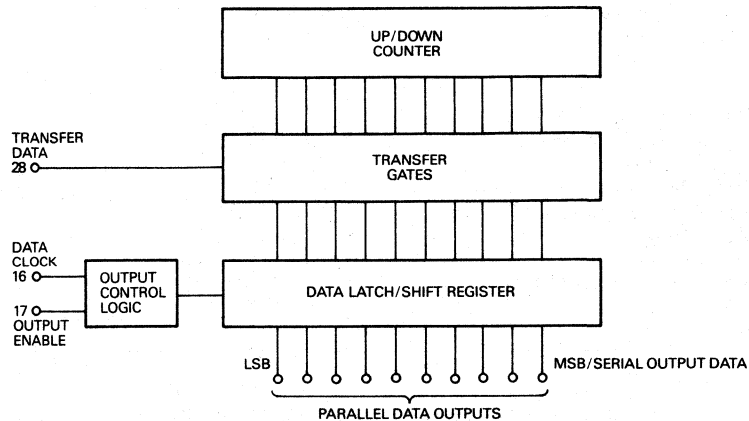 UP/DOWN
COUNTER
TRANSFER
DATA
28
TRANSFER
GATES
DATA
CLOCK
16
OUTPUT
CONTROL
LOGIC
17
OUTPUT
ENABLE
DATA LATCH/SHIFT REGISTER
LSB
MSB/SERIAL OUTPUT DATA
PARALLEL DATA OUTPUTS